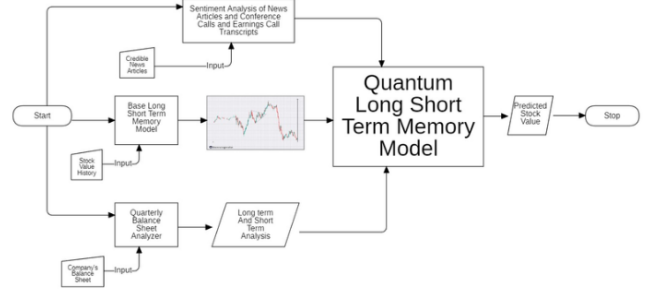 Sentiment Analysis of News
Articles and Conference
Calls and Earnings Call
Transcripts
Credible
News
Articles
Input
Start
Base Long
Short Term
Memory
Model
Stock
Value
History
Input
Quantum
Long Short
Term Memory
Model
Predicted
Stock
Value
Stop
Quarterly
Balance
Sheet
Analyzer
Long term
And Short
Term
Analysis
Company's
Balance
Sheet
Input